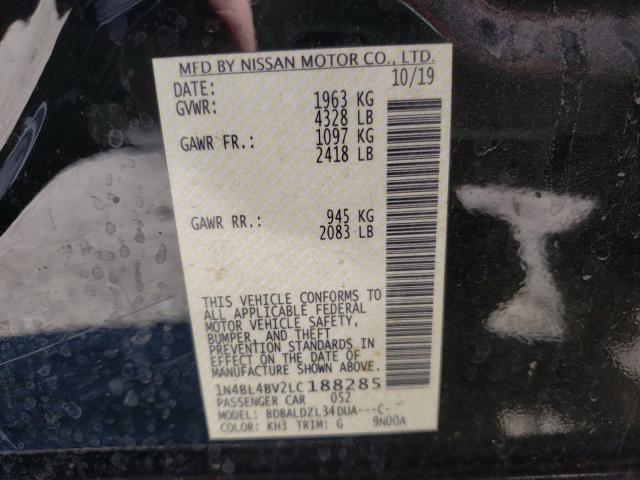 MFD BY NISSAN MOTOR CO., LTD.
DATE: 10/19
GVWR: 1963 KG
4328 LB
GAWR FR.: 1097 KG
2418 LB
GAWR RR.: 945 KG
2083 LB
THIS VEHICLE CONFORMS TO
ALL APPLICABLE FEDERAL
MOTOR VEHICLE SAFETY,
BUMPER, AND THEFT
PREVENTION STANDARDS IN
EFFECT ON THE DATE OF
MANUFACTURE SHOWN ABOVE.
1N4BL4BV2LC188285
PASSENGER CAR 052
MODEL: BDBALDZL34DUA---C-
COLOR: KH3 TRIM: G 9N00A